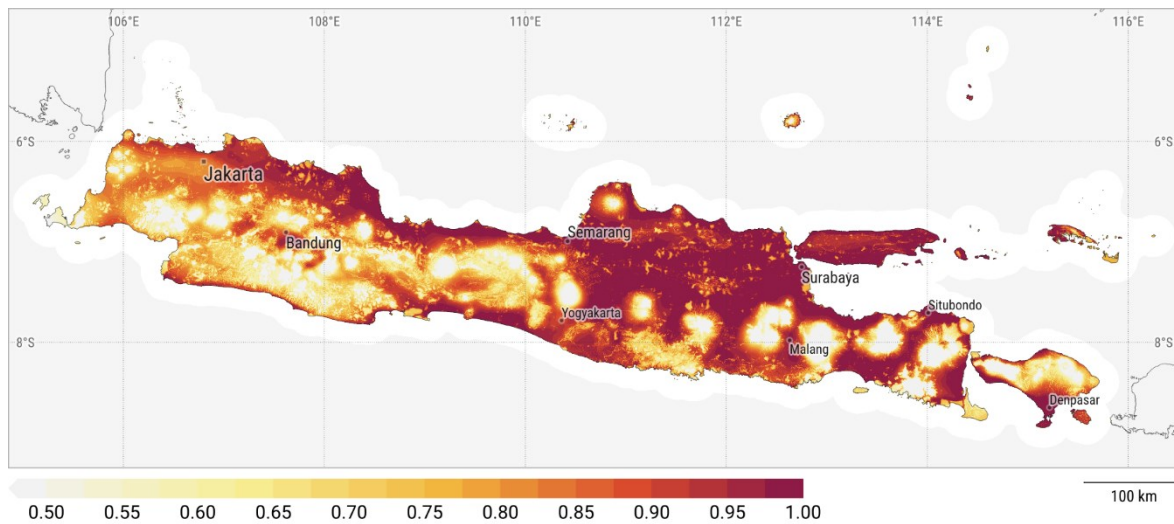 106°E 108°E 110°E 112°E 114°E 116°E
6°S 6°S
Jakarta
Semarang
Bandung
Surabaya
Situbondo
Yogyakarta
8°S 8°S
Malang
Denpasar
0.50 0.55 0.60 0.65 0.70 0.75 0.80 0.85 0.90 0.95 1.00
100 km